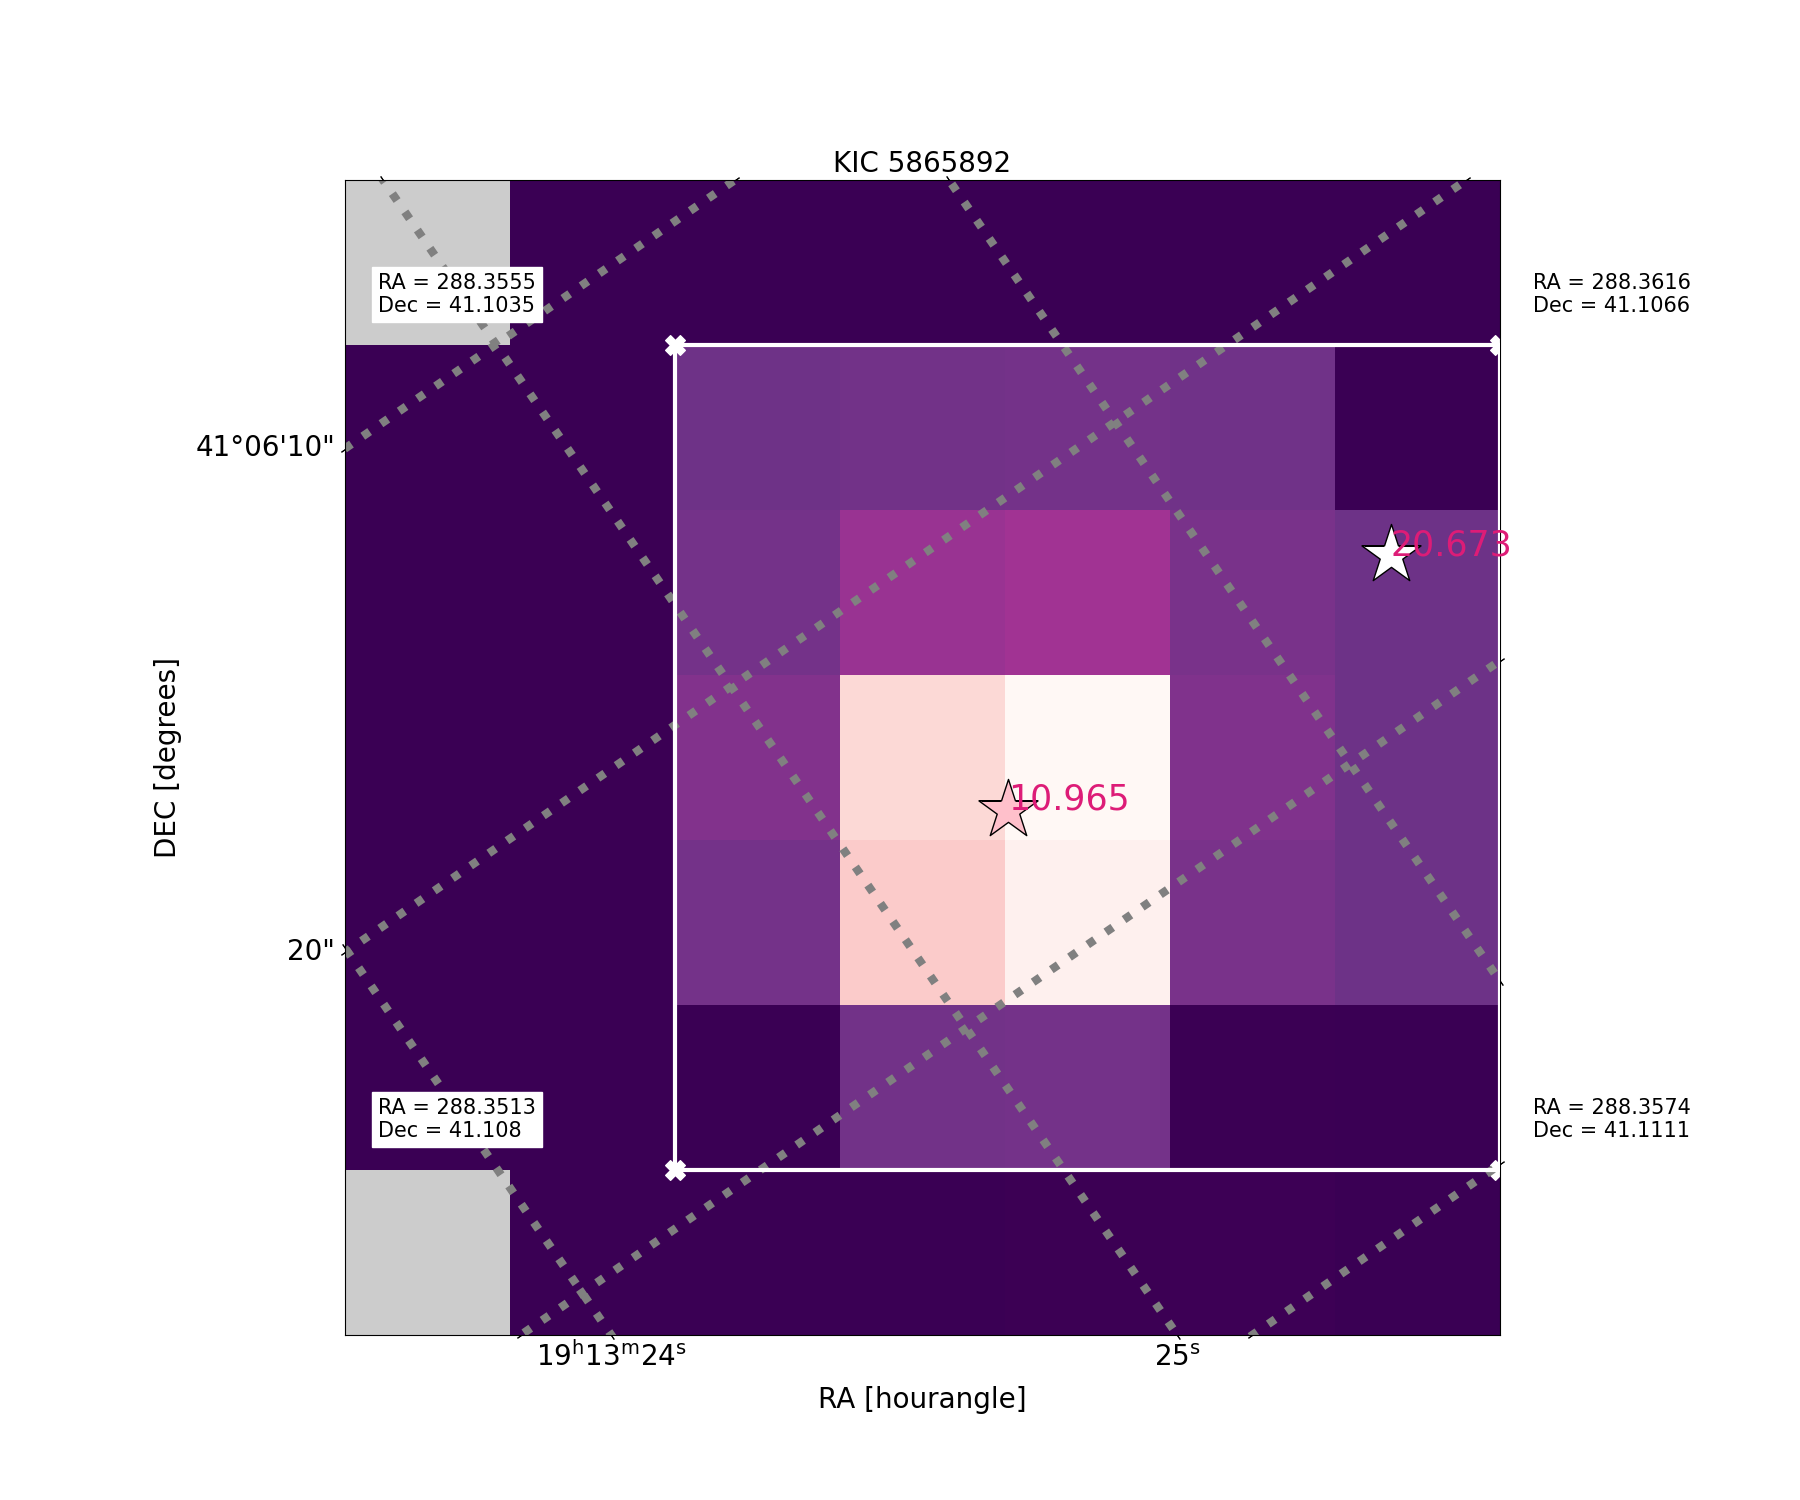 KIC 5865892
RA = 288.3555
Dec = 41.1035
RA = 288.3616
Dec = 41.1066
41°06'10"
20.673
10.965
DEC [degrees]
20"
RA = 288.3513
Dec = 41.108
RA = 288.3574
Dec = 41.1111
19h13m24s
25s
RA [hourangle]